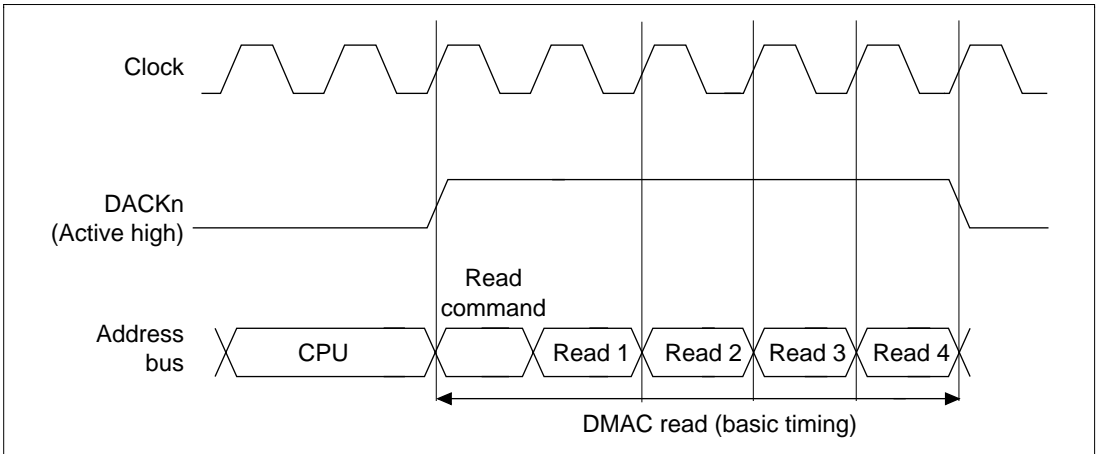 Clock
DACKn
(Active high)
Read
command
Address
bus
CPU
Read 1
Read 2
Read 3
Read 4
DMAC read (basic timing)